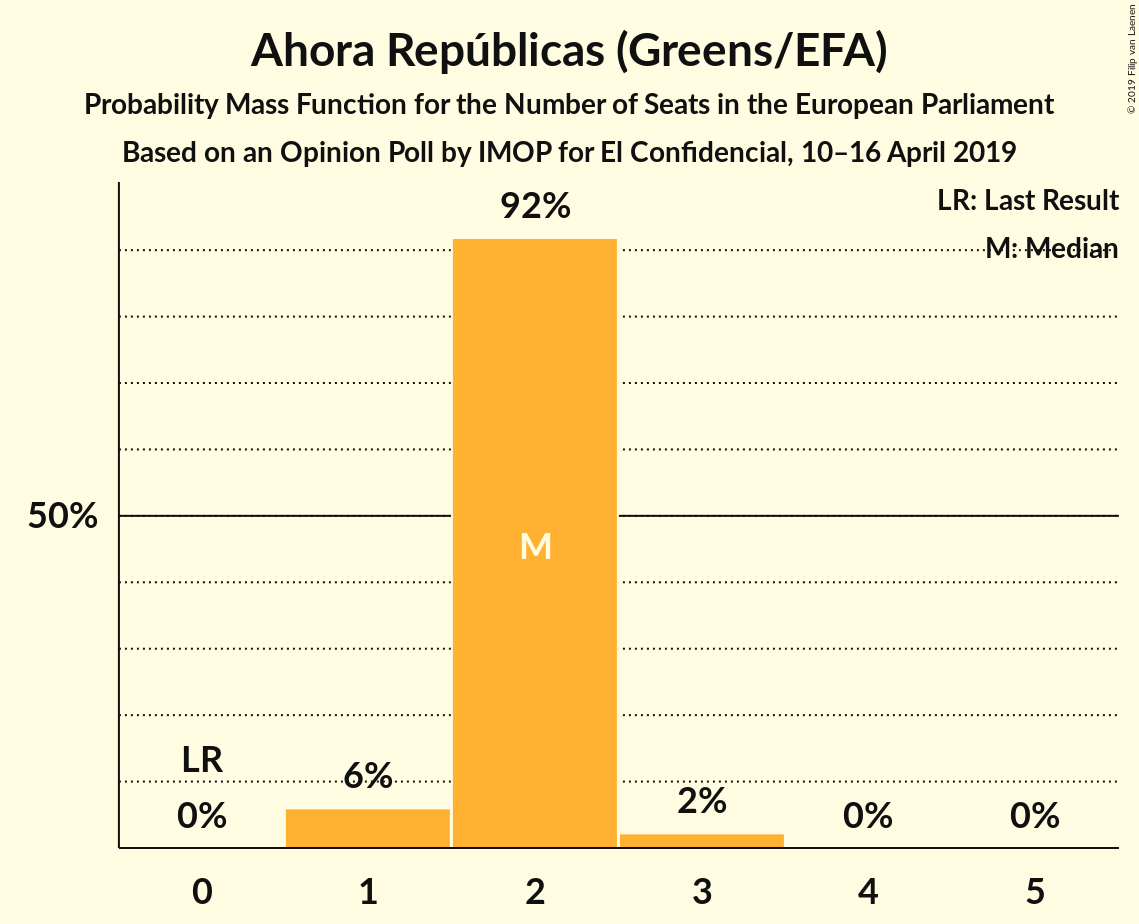 Ahora Repúblicas (Greens/EFA)
Probability Mass Function for the Number of Seats in the European Parliament
Based on an Opinion Poll by IMOP for El Confidencial, 10–16 April 2019
© 2019 Filip van Laenen
LR: Last Result
M: Median
92%
50%
M
LR
0%
6%
2%
0%
0%
0 1 2 3 4 5